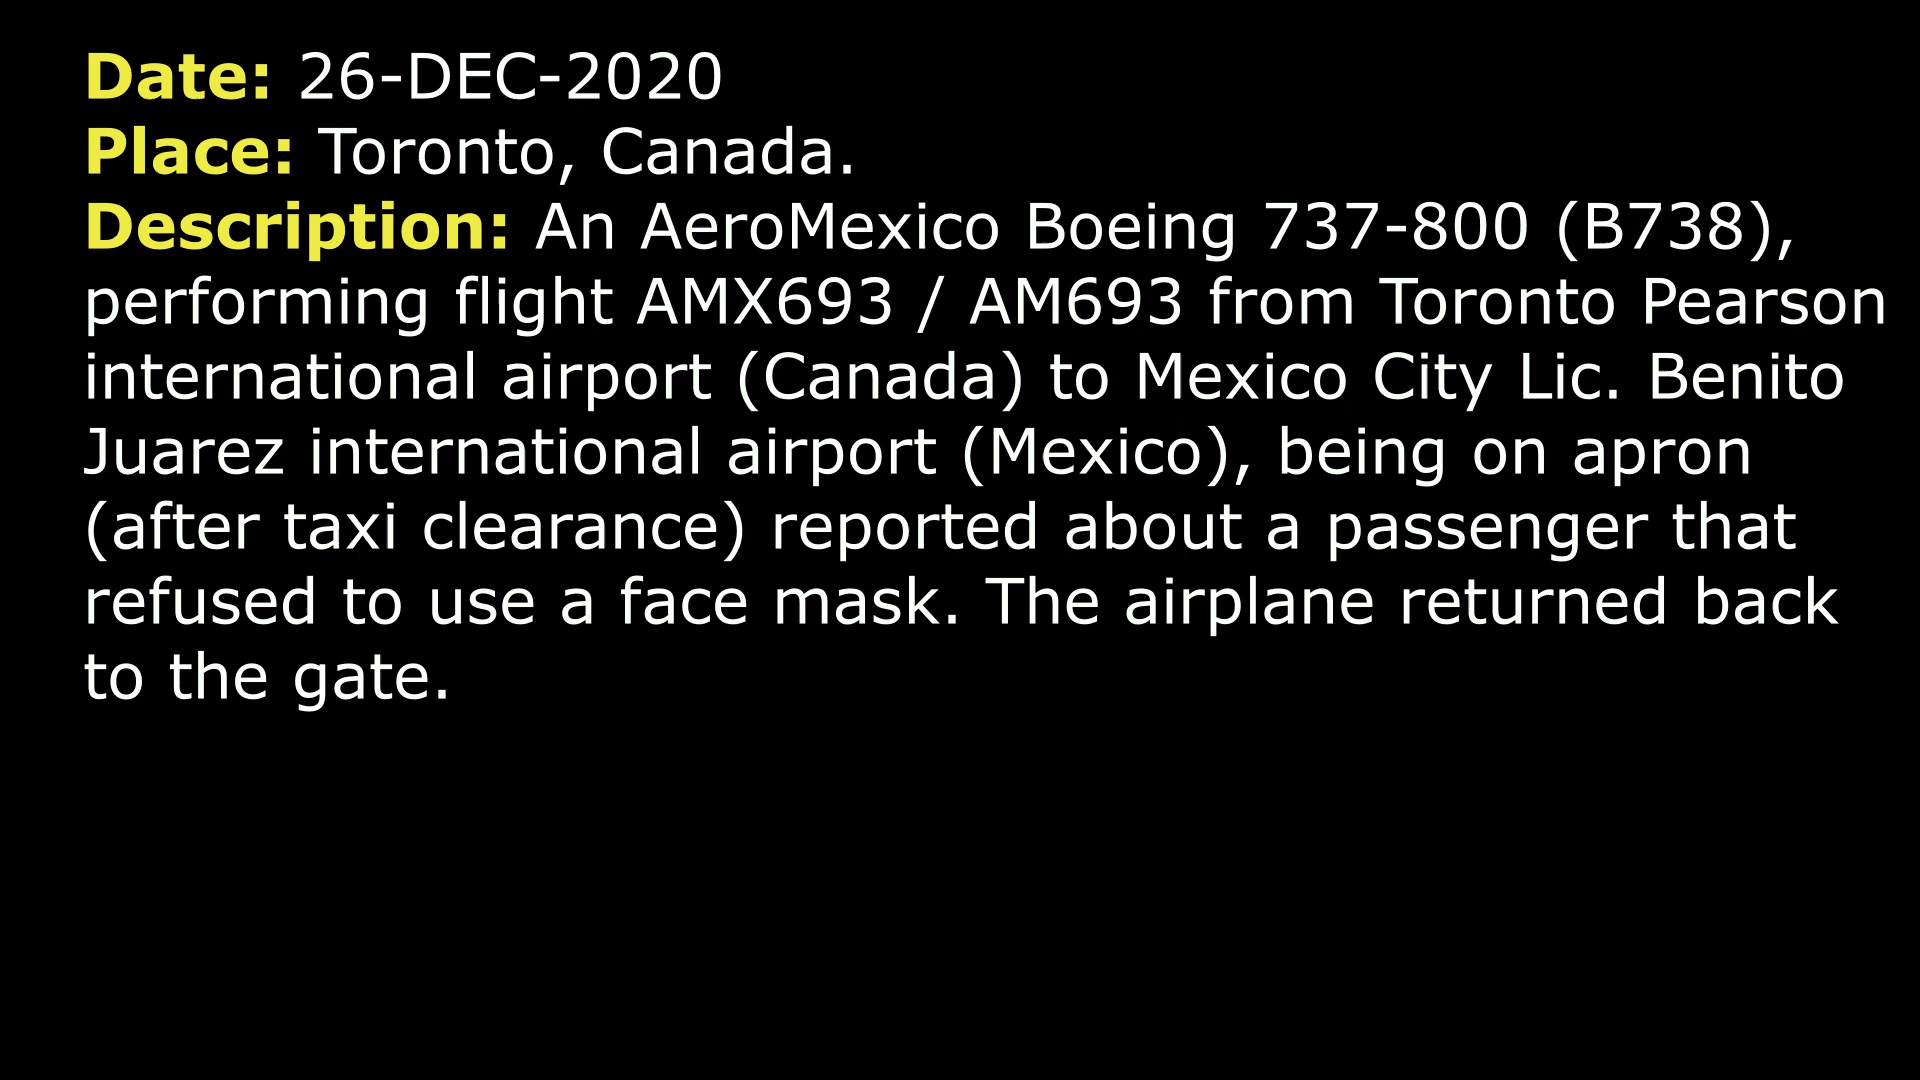 Date: 26-DEC-2020
Place: Toronto, Canada.
Description: An AeroMexico Boeing 737-800 (B738),
performing flight AMX693 / AM693 from Toronto Pearson
international airport (Canada) to Mexico City Lic. Benito
Juarez international airport (Mexico), being on apron
(after taxi clearance) reported about a passenger that
refused to use a face mask. The airplane returned back
to the gate.